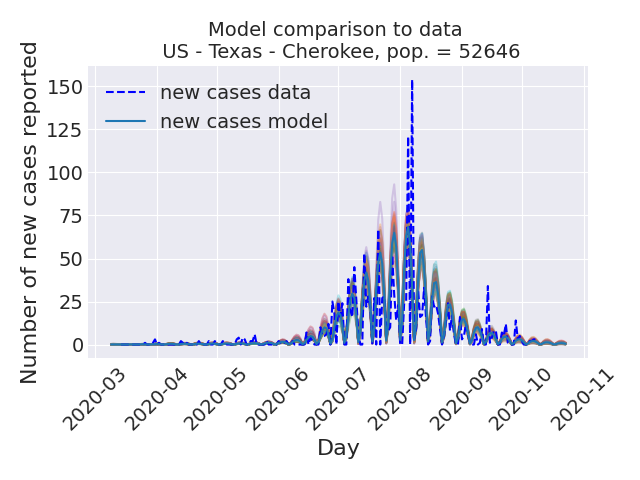 Model comparison to data
US - Texas - Cherokee, pop. = 52646
Number of new cases reported
150
125
100
75
50
25
0
new cases data
new cases model
2020-03
2020-04
2020-05
2020-06
2020-07
2020-08
2020-09
2020-10
2020-11
Day